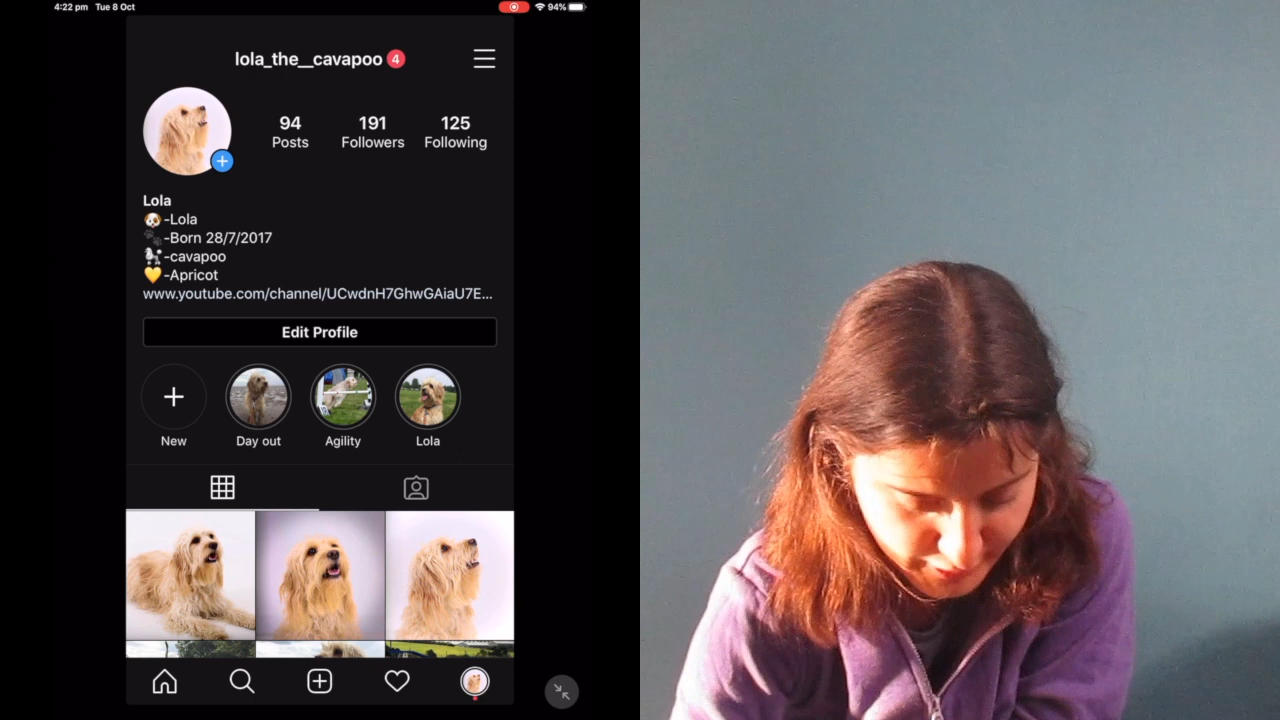 4:22 pm Tue 8 Oct
94%
lola_the__cavapoo 4
94 191 125
Posts Followers Following
Lola
🐶-Lola
🐾-Born 28/7/2017
🐩-cavapoo
💛-Apricot
www.youtube.com/channel/UCwdnH7GhwGAiaU7E...
Edit Profile
New Day out Agility Lola